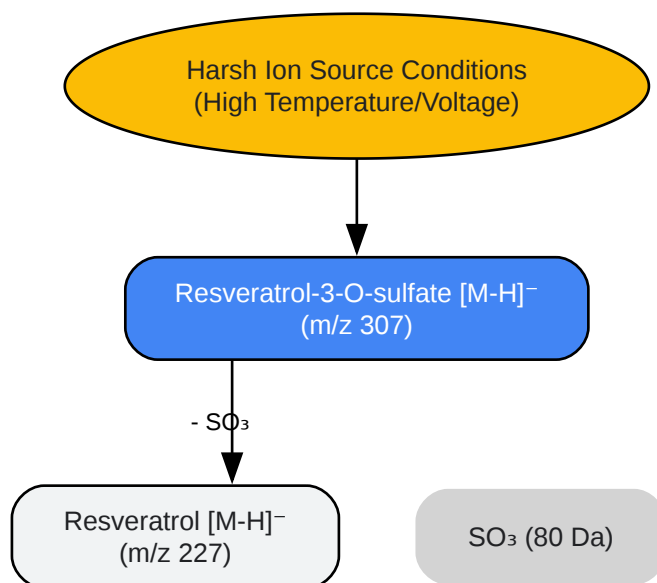 Harsh Ion Source Conditions
(High Temperature/Voltage)
Resveratrol-3-O-sulfate [M-H]⁻
(m/z 307)
- SO₃
Resveratrol [M-H]⁻
(m/z 227)
SO₃ (80 Da)